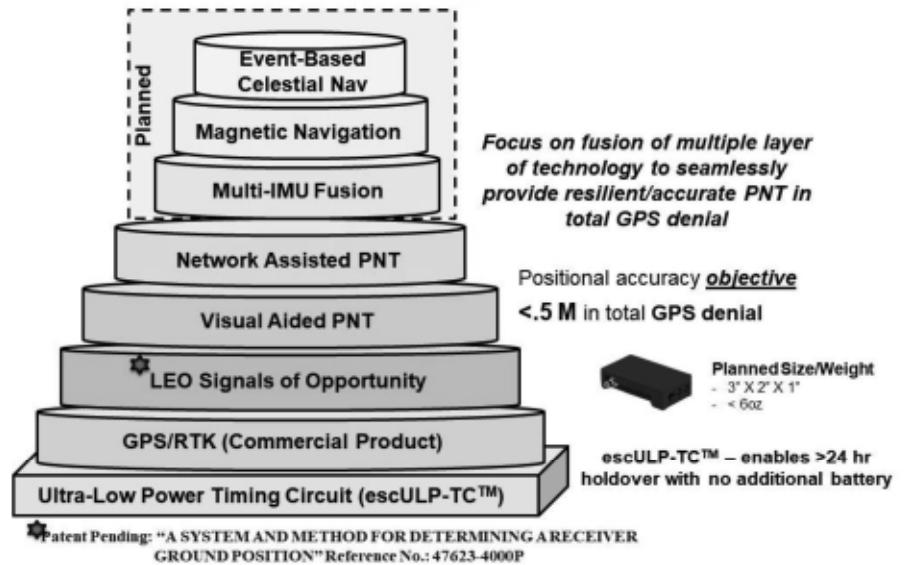 Planned
Event-Based
Celestial Nav
Magnetic Navigation
Multi-IMU Fusion
Network Assisted PNT
Visual Aided PNT
LEO Signals of Opportunity
GPS/RTK (Commercial Product)
Ultra-Low Power Timing Circuit (escULP-TC™)
Focus on fusion of multiple layer
of technology to seamlessly
provide resilient/accurate PNT in
total GPS denial
Positional accuracy objective
<.5 M in total GPS denial
Planned Size/Weight
- 3" X 2" X 1"
- < 6oz
escULP-TC™ – enables >24 hr
holdover with no additional battery
Patent Pending: "A SYSTEM AND METHOD FOR DETERMINING A RECEIVER
GROUND POSITION" Reference No.: 47623-4000P